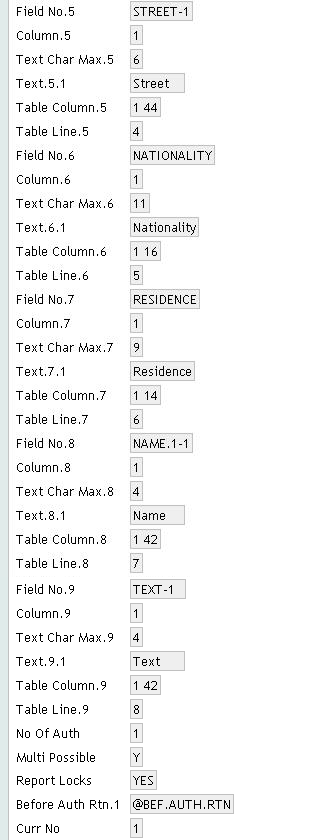 Field No.5 STREET-1
Column.5 1
Text Char Max.5 6
Text.5.1 Street
Table Column.5 1 44
Table Line.5 4
Field No.6 NATIONALITY
Column.6 1
Text Char Max.6 11
Text.6.1 Nationality
Table Column.6 1 16
Table Line.6 5
Field No.7 RESIDENCE
Column.7 1
Text Char Max.7 9
Text.7.1 Residence
Table Column.7 1 14
Table Line.7 6
Field No.8 NAME.1-1
Column.8 1
Text Char Max.8 4
Text.8.1 Name
Table Column.8 1 42
Table Line.8 7
Field No.9 TEXT-1
Column.9 1
Text Char Max.9 4
Text.9.1 Text
Table Column.9 1 42
Table Line.9 8
No Of Auth 1
Multi Possible Y
Report Locks YES
Before Auth Rtn.1 @BEF.AUTH.RTN
Curr No 1